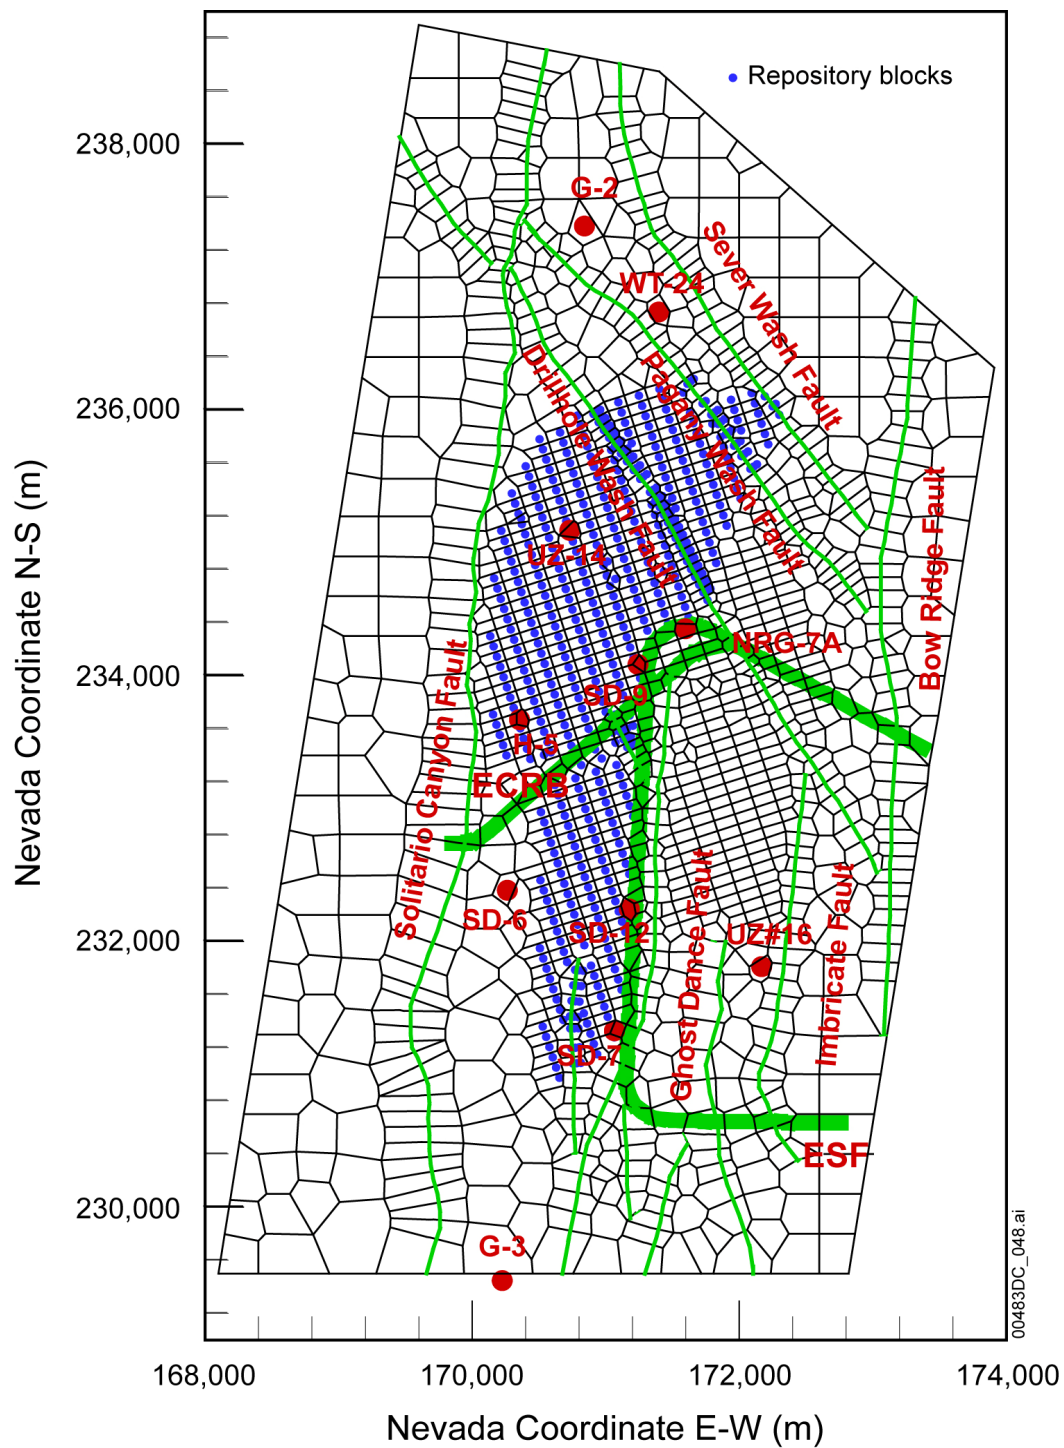 Repository blocks
238,000
G-2
Sever Wash Fault
WT-24
Drillhole Wash Fault
Pagany Wash Fault
236,000
UZ-14
Bow Ridge Fault
NRG-7A
234,000
SD-9
H-5
Solitario Canyon Fault
ECRB
SD-6
SD-12
UZ#16
232,000
Ghost Dance Fault
Imbricate Fault
SD-7
ESF
230,000
G-3
00483DC_048.ai
168,000
170,000
172,000
174,000
Nevada Coordinate N-S (m)
Nevada Coordinate E-W (m)